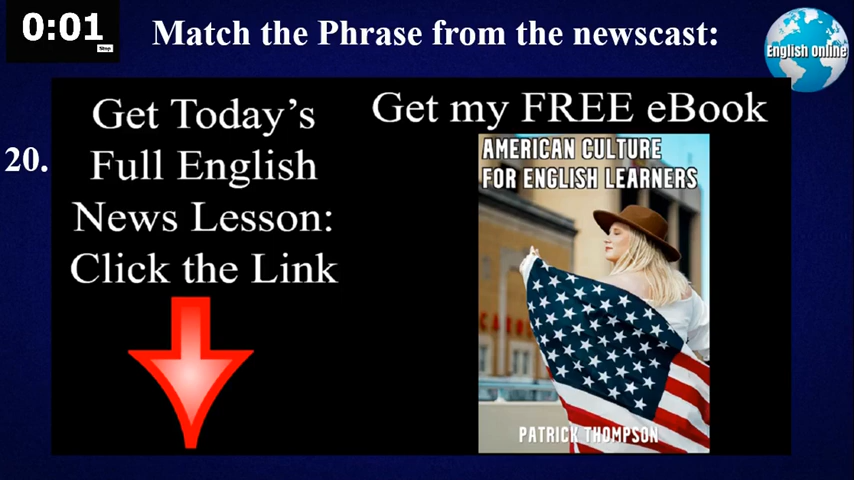 0:01
Stop
Match the Phrase from the newscast:
English Online
20.
Get Today’s
Full English
News Lesson:
Click the Link
Get my FREE eBook
AMERICAN CULTURE
FOR ENGLISH LEARNERS
PATRICK THOMPSON